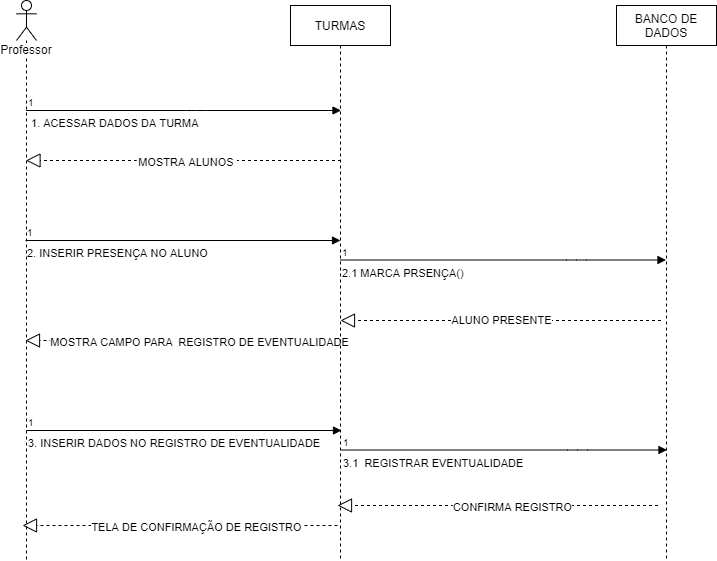 Professor
TURMAS
BANCO DE
DADOS
1
1. ACESSAR DADOS DA TURMA
MOSTRA ALUNOS
1
2. INSERIR PRESENÇA NO ALUNO
1
2.1 MARCA PRSENÇA()
ALUNO PRESENTE
MOSTRA CAMPO PARA REGISTRO DE EVENTUALIDADE
1
3. INSERIR DADOS NO REGISTRO DE EVENTUALIDADE
1
3.1 REGISTRAR EVENTUALIDADE
CONFIRMA REGISTRO
TELA DE CONFIRMAÇÃO DE REGISTRO